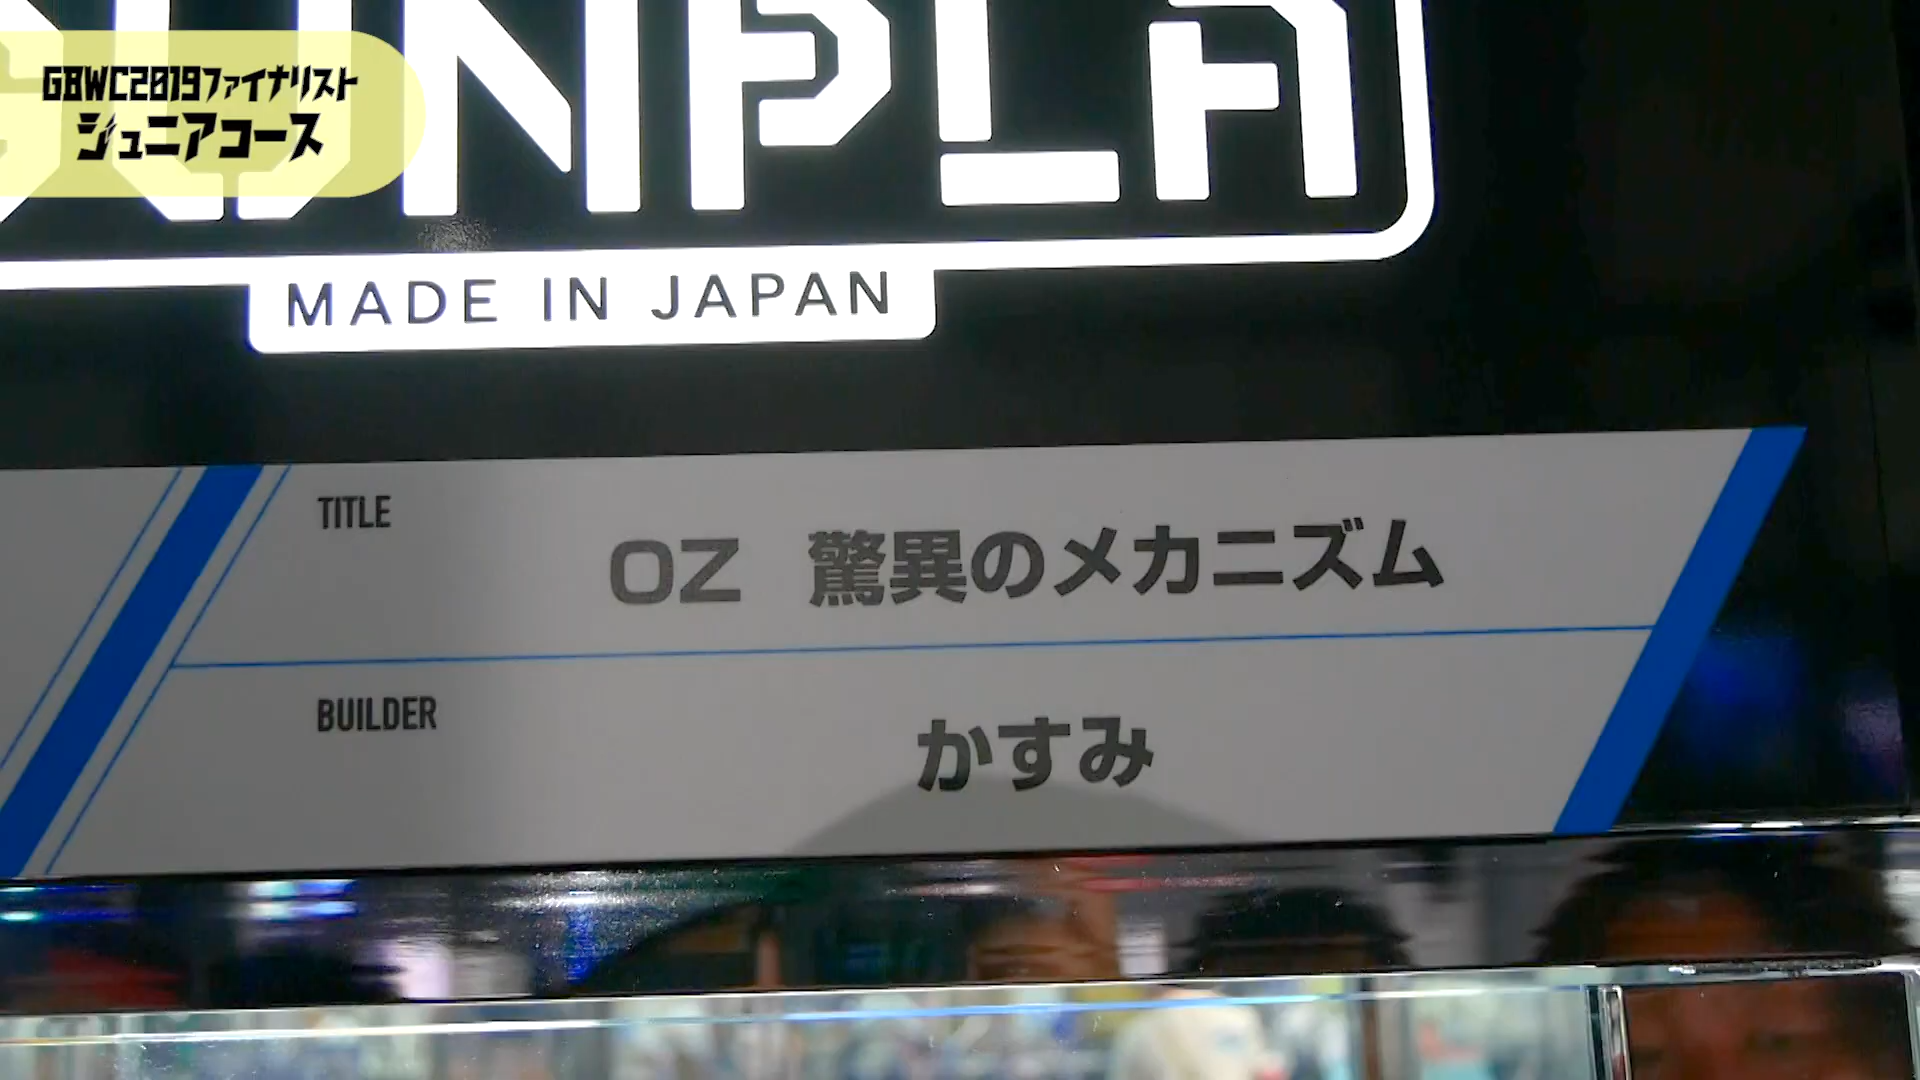 GBWC2019ファイナリスト
ジュニアコース
GUNPLA
MADE IN JAPAN
TITLE
OZ 驚異のメカニズム
BUILDER
かすみ